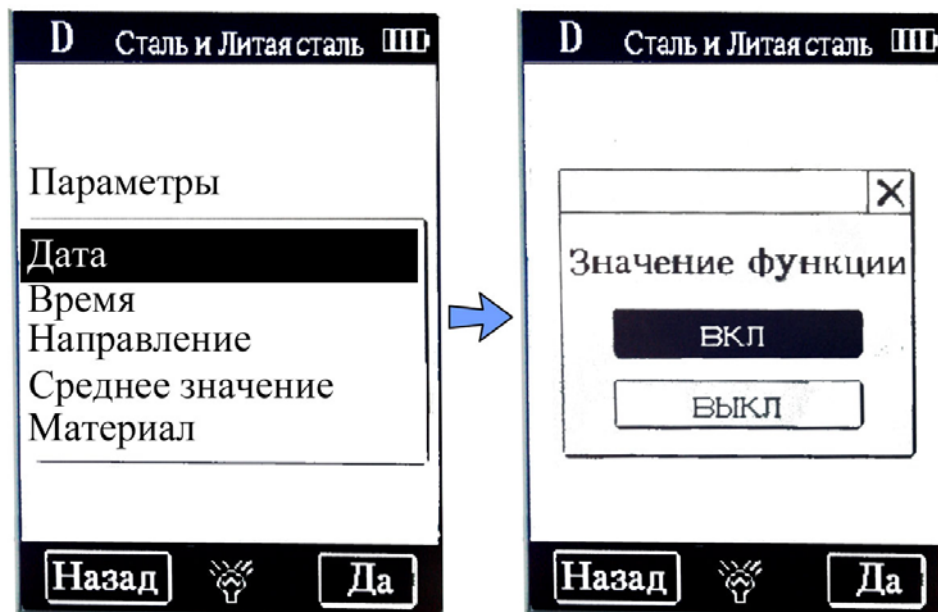 D Сталь и Литая сталь
Параметры
Дата
Время
Направление
Среднее значение
Материал
Назад Да
D Сталь и Литая сталь
Значение функции
ВКЛ
ВЫКЛ
Назад Да